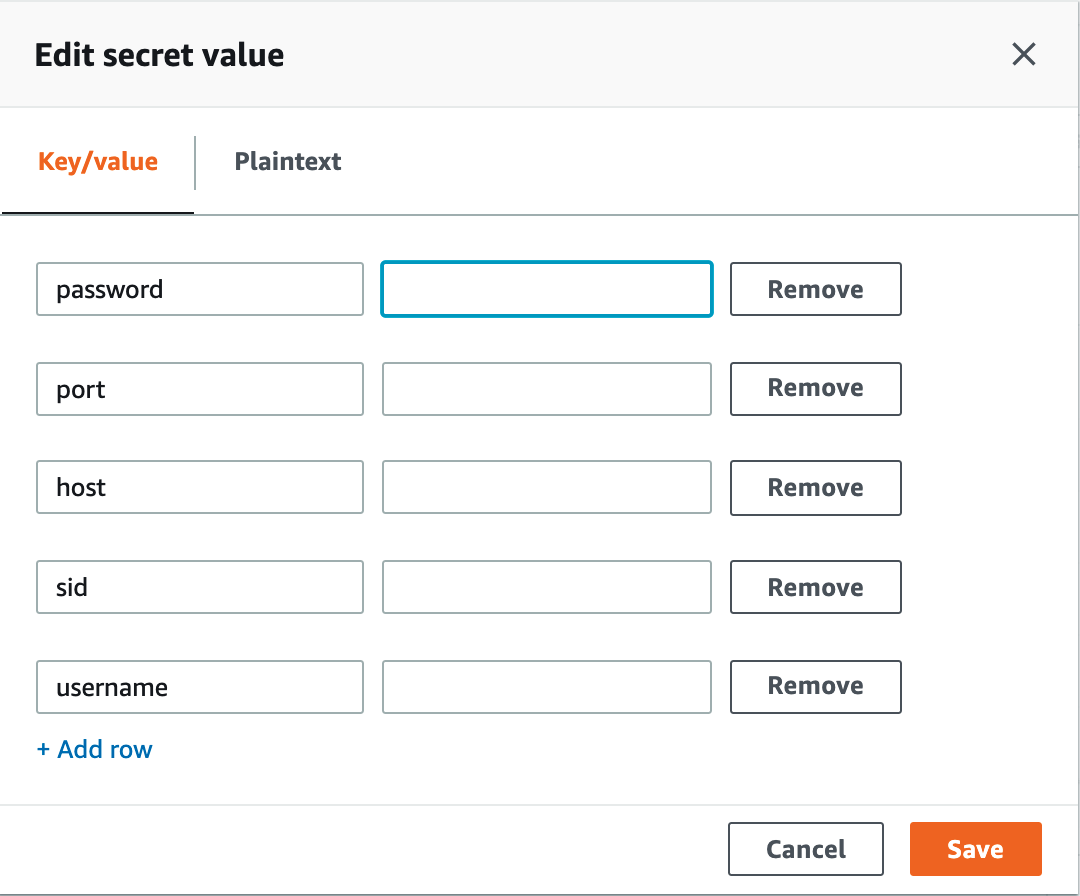 Edit secret value
Key/value Plaintext
password Remove
port Remove
host Remove
sid Remove
username Remove
+ Add row
Cancel Save